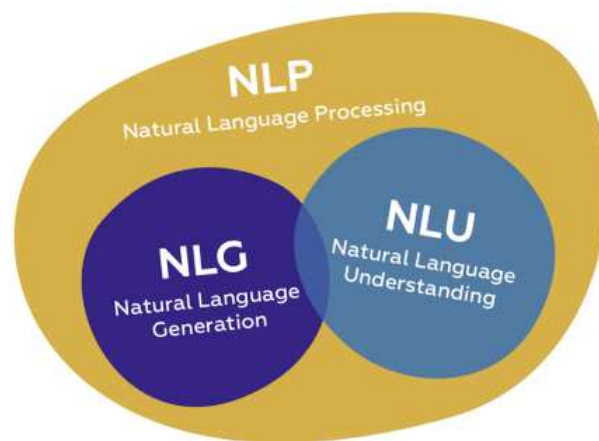 NLP
Natural Language Processing
NLG
Natural Language
Generation
NLU
Natural Language
Understanding